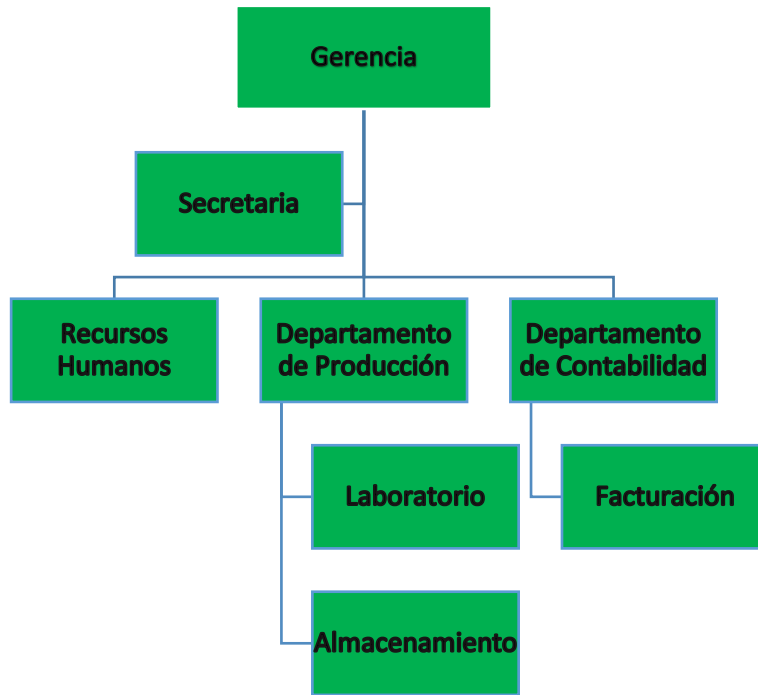 Gerencia
Secretaria
Recursos
Humanos
Departamento
de Producción
Departamento
de Contabilidad
Laboratorio
Facturación
Almacenamiento